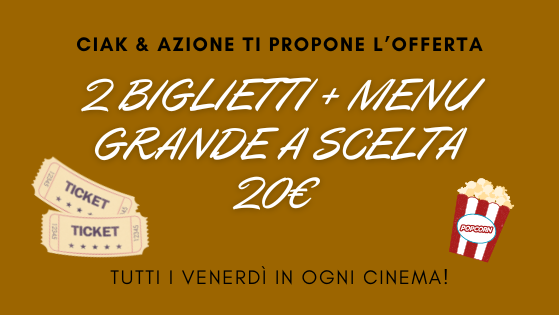 CIAK & AZIONE TI PROPONE L'OFFERTA
2 BIGLIETTI + MENU
GRANDE A SCELTA
20€
TICKET
TICKET
POPCORN
TUTTI I VENERDÌ IN OGNI CINEMA!